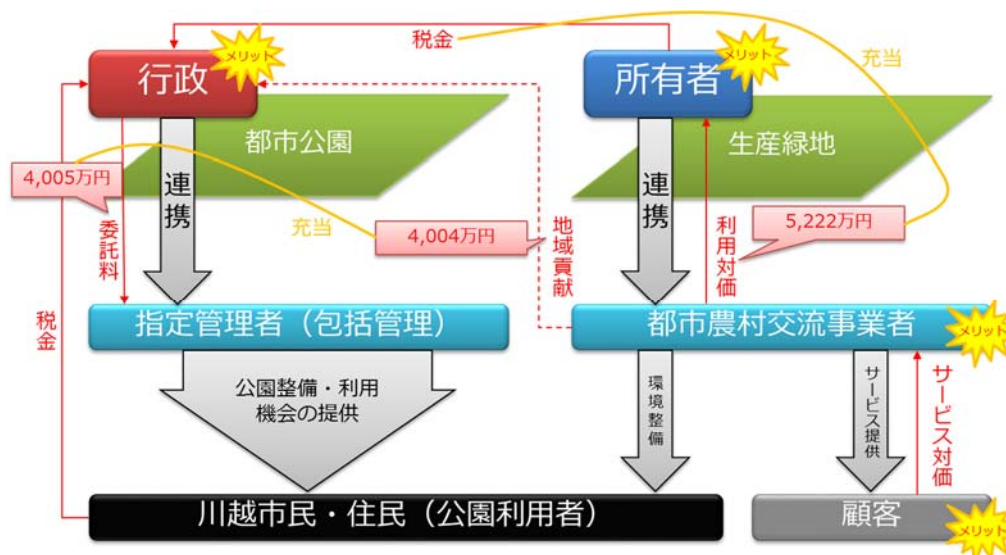 税金
メリット
メリット
充当
行政
所有者
都市公園
生産緑地
連携
連携
4,005万円
委託料
充当
4,004万円
地域貢献
利用対価
5,222万円
税金
指定管理者（包括管理）
都市農村交流事業者
メリット
公園整備・利用
機会の提供
環境整備
サービス提供
サービス対価
川越市民・住民（公園利用者）
顧客
メリット